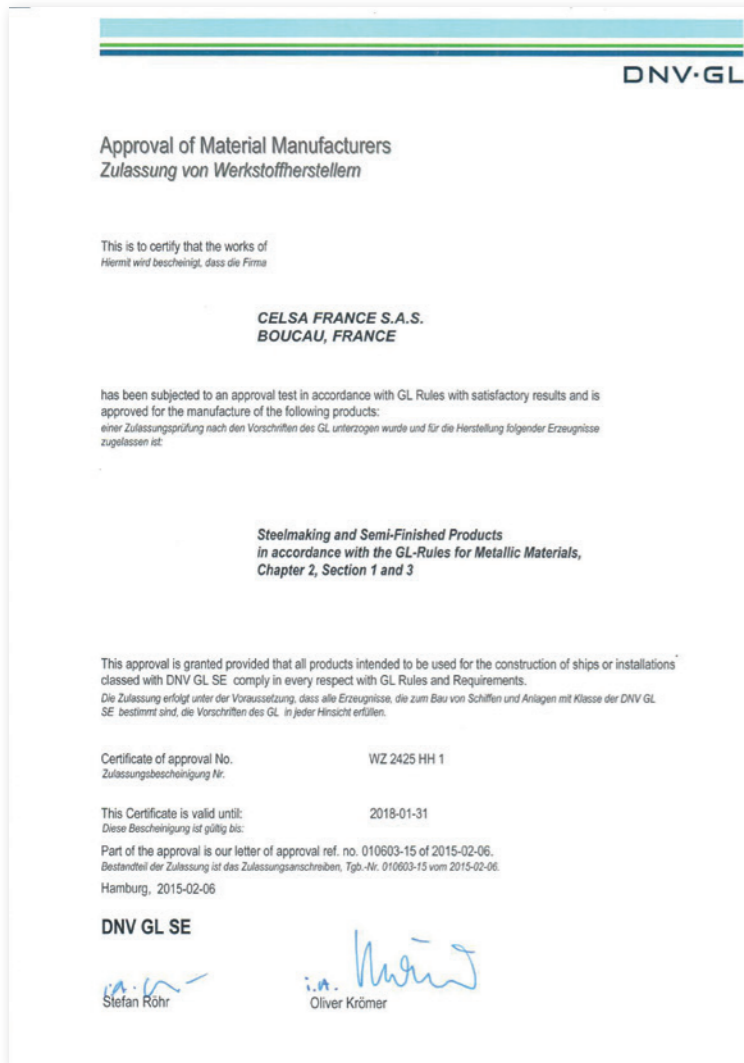 DNV·GL
Approval of Material Manufacturers
Zulassung von Werkstoffherstellern
This is to certify that the works of
Hiermit wird bescheinigt, dass die Firma
CELSA FRANCE S.A.S.
BOUCAU, FRANCE
has been subjected to an approval test in accordance with GL Rules with satisfactory results and is
approved for the manufacture of the following products:
einer Zulassungsprüfung nach den Vorschriften des GL unterzogen wurde und für die Herstellung folgender Erzeugnisse
zugelassen ist:
Steelmaking and Semi-Finished Products
in accordance with the GL-Rules for Metallic Materials,
Chapter 2, Section 1 and 3
This approval is granted provided that all products intended to be used for the construction of ships or installations
classed with DNV GL SE comply in every respect with GL Rules and Requirements.
Die Zulassung erfolgt unter der Voraussetzung, dass alle Erzeugnisse, die zum Bau von Schiffen und Anlagen mit Klasse der DNV GL
SE bestimmt sind, die Vorschriften des GL in jeder Hinsicht erfüllen.
Certificate of approval No. WZ 2425 HH 1
Zulassungsbescheinigung Nr.
This Certificate is valid until: 2018-01-31
Diese Bescheinigung ist gültig bis:
Part of the approval is our letter of approval ref. no. 010603-15 of 2015-02-06.
Bestandteil der Zulassung ist das Zulassungsanschreiben, Tgb.-Nr. 010603-15 vom 2015-02-06.
Hamburg, 2015-02-06
DNV GL SE
i.A. i.A.
Stefan Röhr Oliver Krömer